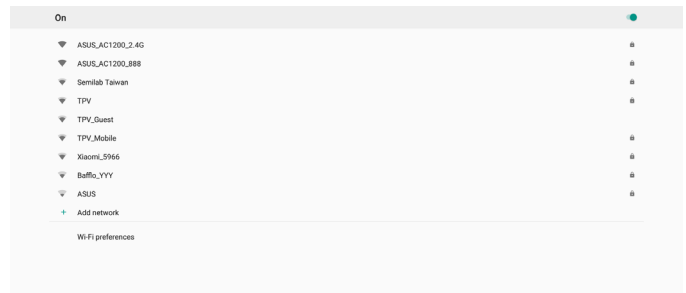 On
ASUS_AC1200_2.4G
ASUS_AC1200_888
Semilab Taiwan
TPV
TPV_Guest
TPV_Mobile
Xiaomi_5966
Bafflo_YYY
ASUS
Add network
Wi-Fi preferences